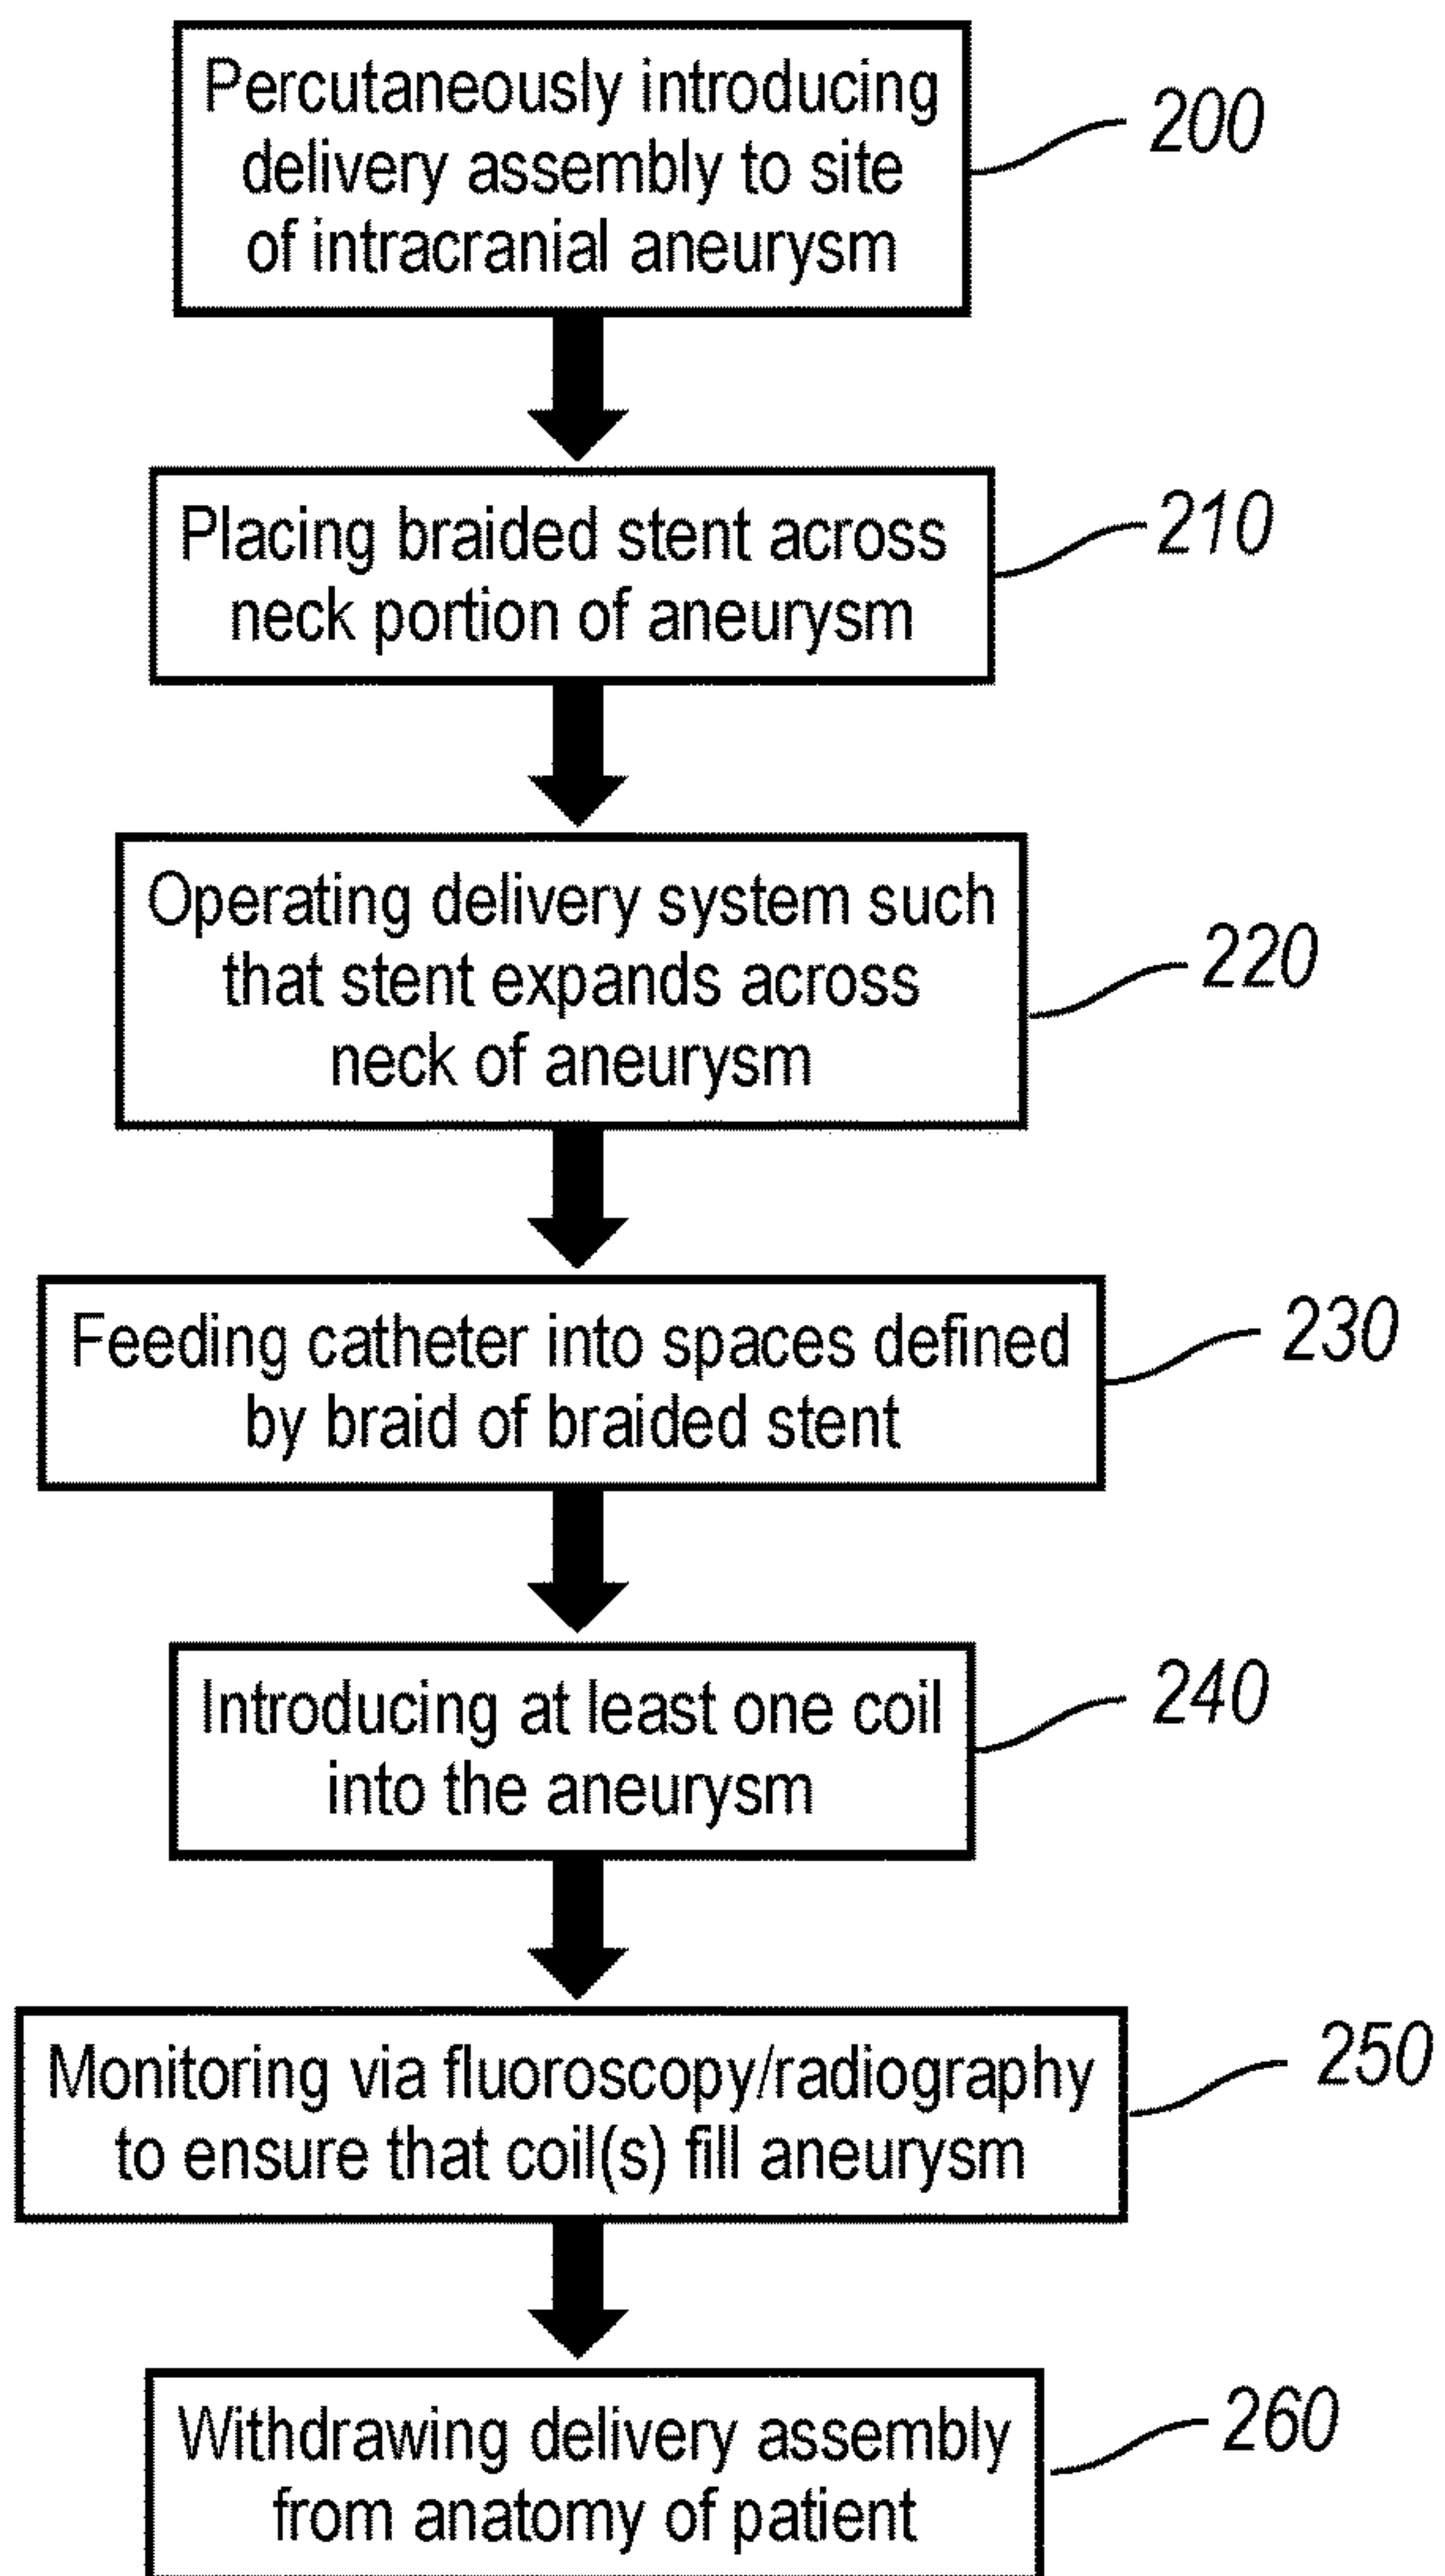 Percutaneously introducing
delivery assembly to site
of intracranial aneurysm
200
Placing braided stent across
neck portion of aneurysm
210
Operating delivery system such
that stent expands across
neck of aneurysm
220
Feeding catheter into spaces defined
by braid of braided stent
230
Introducing at least one coil
into the aneurysm
240
Monitoring via fluoroscopy/radiography
to ensure that coil(s) fill aneurysm
250
Withdrawing delivery assembly
from anatomy of patient
260